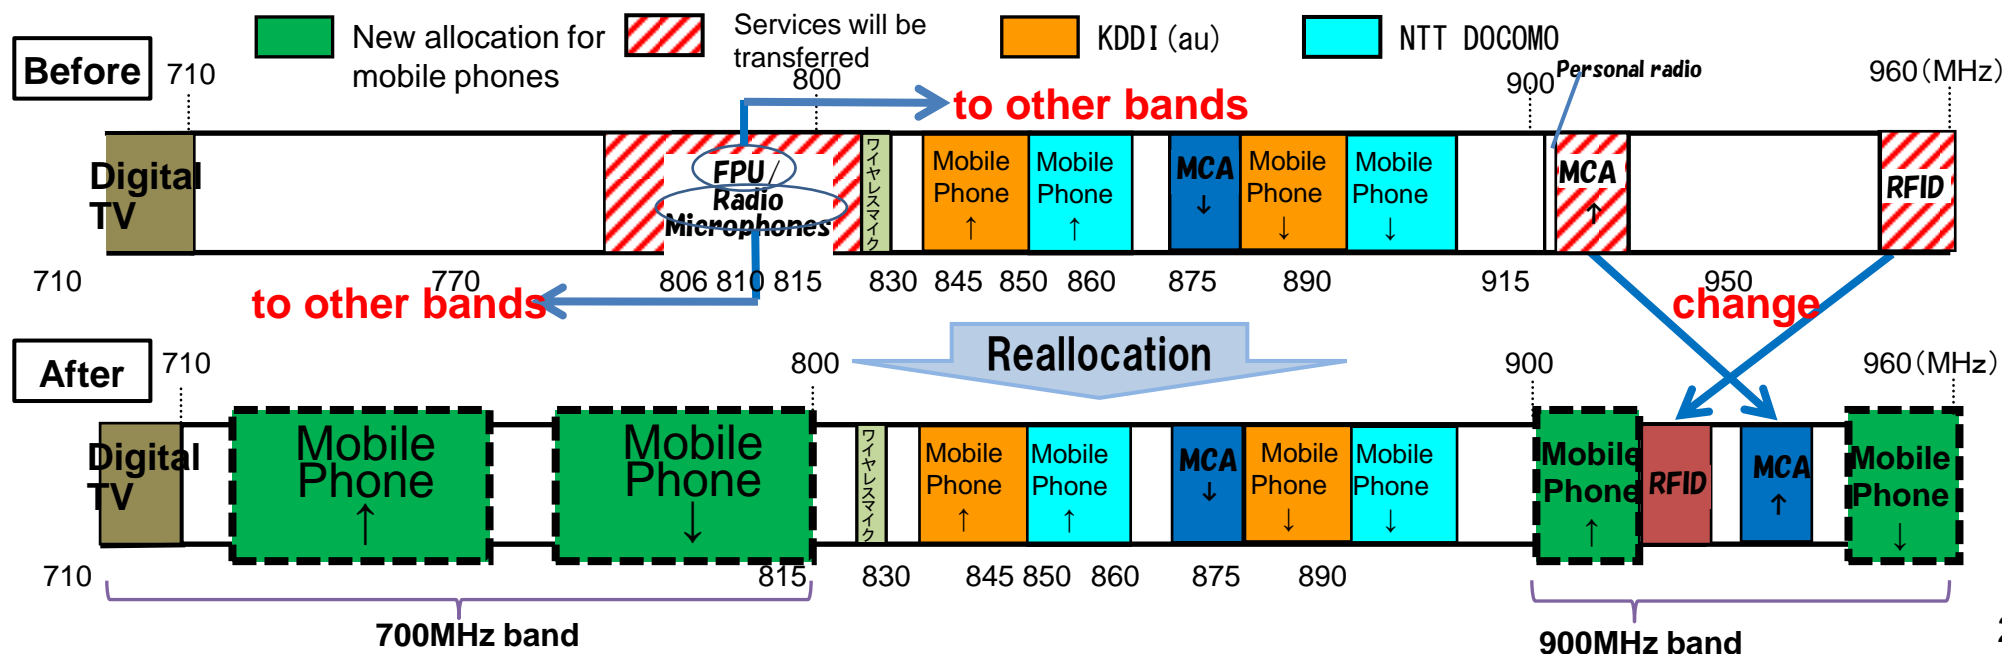 New allocation for
mobile phones
Services will be
transferred
KDDI(au)
NTT DOCOMO
Before
710
800
900
Personal radio
960(MHz)
to other bands
Digital
TV
FPU/
Radio
Microphones
ワイヤレスマイク
Mobile
Phone
↑
Mobile
Phone
↑
MCA
↓
Mobile
Phone
↓
Mobile
Phone
↓
MCA
↑
RFID
710
770
806 810 815
830
845
850
860
875
890
915
950
to other bands
change
Reallocation
After
710
800
900
960(MHz)
Digital
TV
Mobile
Phone
↑
Mobile
Phone
↓
ワイヤレスマイク
Mobile
Phone
↑
Mobile
Phone
↑
MCA
↓
Mobile
Phone
↓
Mobile
Phone
↓
Mobile
Phone
↑
RFID
MCA
↑
Mobile
Phone
↓
710
815
830
845 850 860
875
890
700MHz band
900MHz band